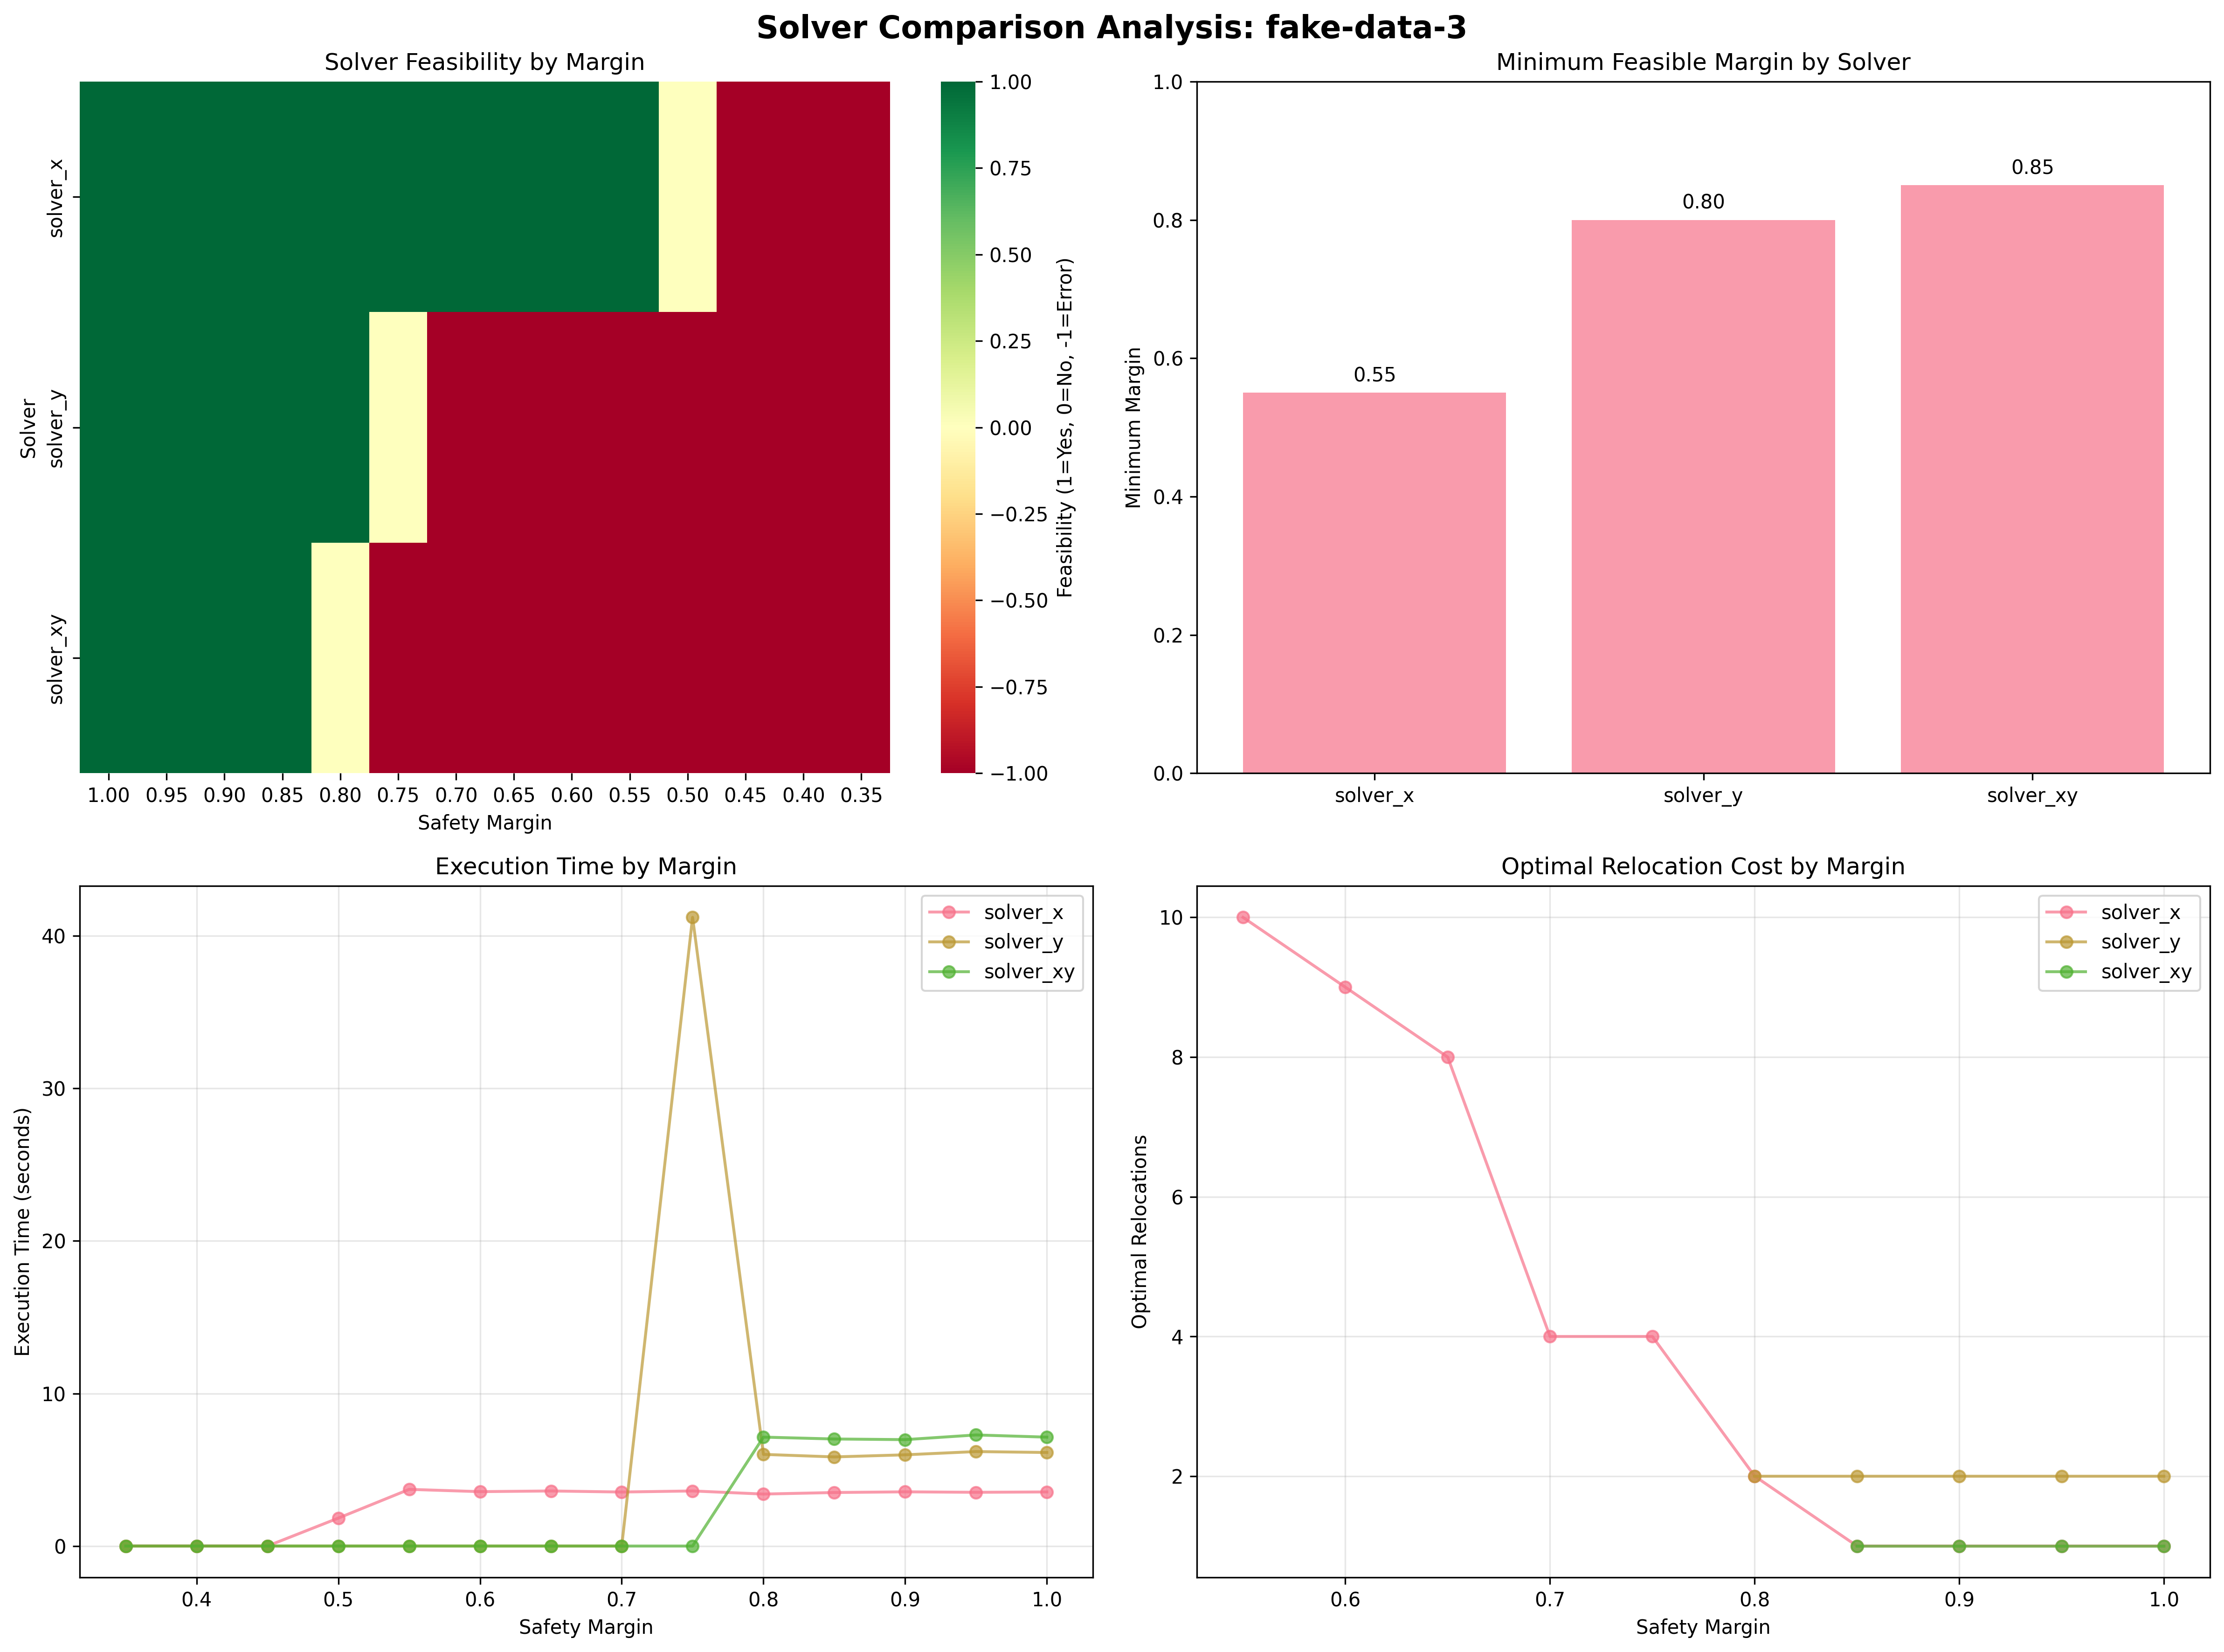 Solver Comparison Analysis: fake-data-3
Solver Feasibility by Margin
Solver
solver_x
solver_y
solver_xy
1.00 0.95 0.90 0.85 0.80 0.75 0.70 0.65 0.60 0.55 0.50 0.45 0.40 0.35
Safety Margin
1.00
0.75
0.50
0.25
0.00
−0.25
−0.50
−0.75
−1.00
Feasibility (1=Yes, 0=No, -1=Error)
Minimum Feasible Margin by Solver
Minimum Margin
1.0
0.8
0.6
0.4
0.2
0.0
0.55
0.80
0.85
solver_x solver_y solver_xy
Execution Time by Margin
Execution Time (seconds)
40
30
20
10
0
solver_x
solver_y
solver_xy
0.4 0.5 0.6 0.7 0.8 0.9 1.0
Safety Margin
Optimal Relocation Cost by Margin
Optimal Relocations
10
8
6
4
2
solver_x
solver_y
solver_xy
0.6 0.7 0.8 0.9 1.0
Safety Margin